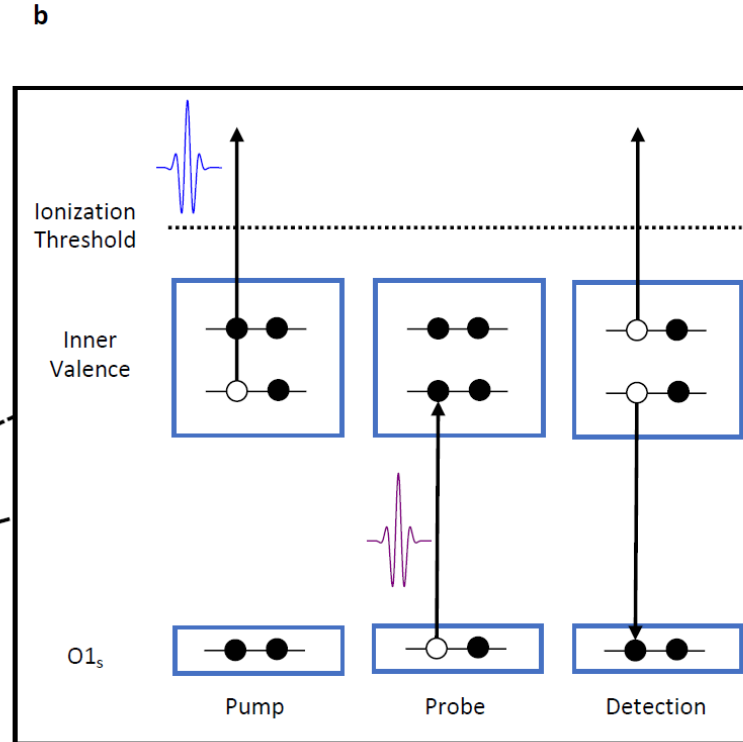 b
Ionization
Threshold
Inner
Valence
O1s
Pump
Probe
Detection